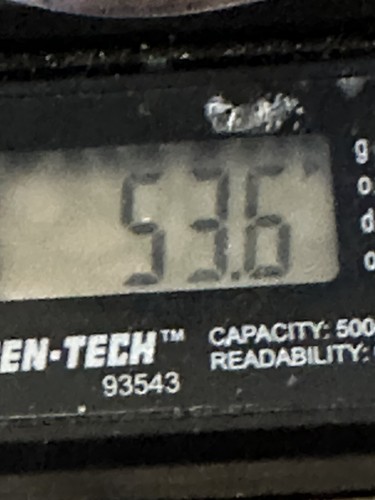 53.6
g
o
d
o
EN-TECH™
93543
CAPACITY: 500
READABILITY: